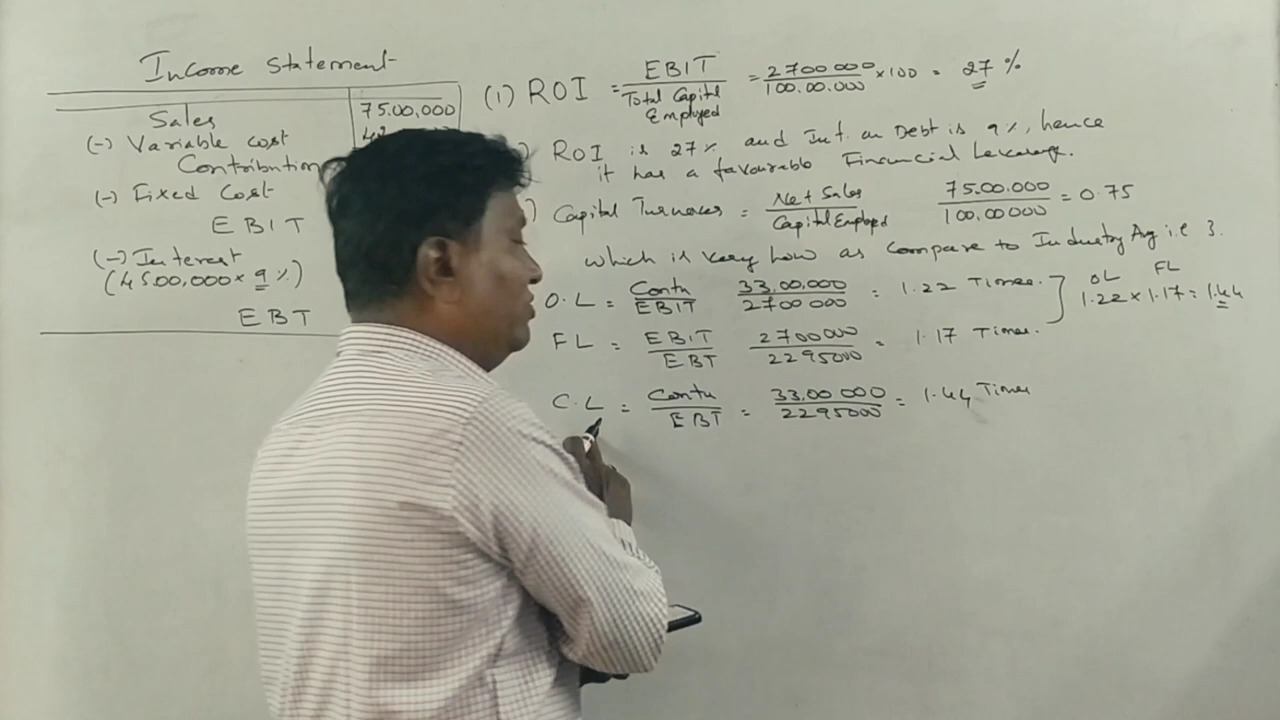 Income Statement
Sales 75,00,000
(-) Variable cost
Contribution
(-) Fixed Cost
EBIT
(-) Interest
(45,00,000 x 9%)
EBT
(1) ROI = EBIT / Total Capital Employed = 2700000 / 100,00,000 x 100 = 27 %
) ROI is 27% and Int. on Debt is 9%, hence
it has a favourable Financial Leverage.
) Capital Turnover = Net Sales / Capital Employed 75,00,000 / 100,00,000 = 0.75
which is very low as compare to Industry Avg i.e 3.
O.L = Contn / EBIT 33,00,000 / 2700000 = 1.22 Times.
FL = EBIT / EBT 2700000 / 2295000 = 1.17 Times.
OL FL
1.22 x 1.17 = 1.44
C.L = Contn / EBT = 33,00,000 / 2295000 = 1.44 Times